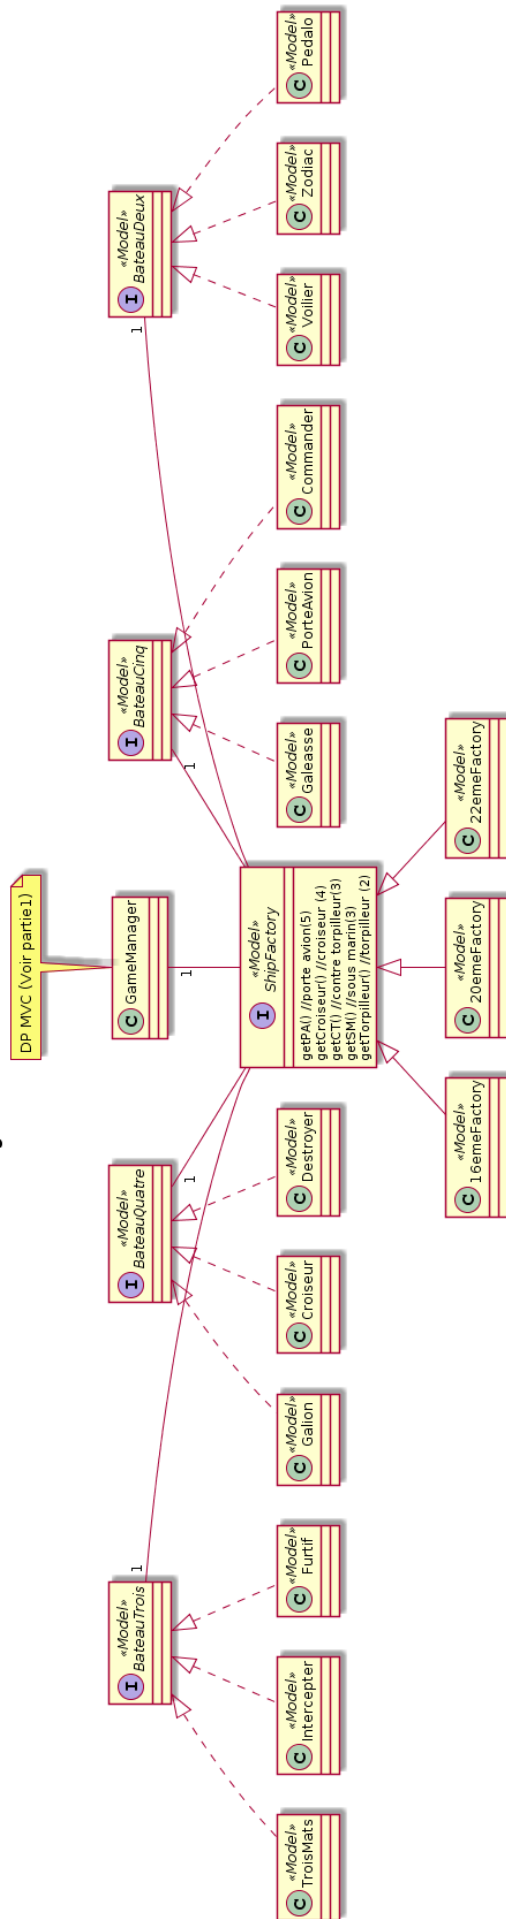 DP MVC (Voir partie1)
«Model»
BateauTrois
I
«Model»
BateauQuatre
I
GameManager
C
«Model»
BateauCinq
I
«Model»
BateauDeux
I
1
1
1
1
1
«Model»
TroisMats
C
«Model»
Intercepter
C
«Model»
Furtif
C
«Model»
Galion
C
«Model»
Croiseur
C
«Model»
Destroyer
C
«Model»
ShipFactory
I
getPA() //porte avion(5)
getCroiseur() //croiseur (4)
getCT() //contre torpilleur(3)
getSM() //sous marin(3)
getTorpilleur() //torpilleur (2)
«Model»
Galeasse
C
«Model»
PorteAvion
C
«Model»
Commander
C
«Model»
Voilier
C
«Model»
Zodiac
C
«Model»
Pedalo
C
«Model»
16emeFactory
C
«Model»
20emeFactory
C
«Model»
22emeFactory
C